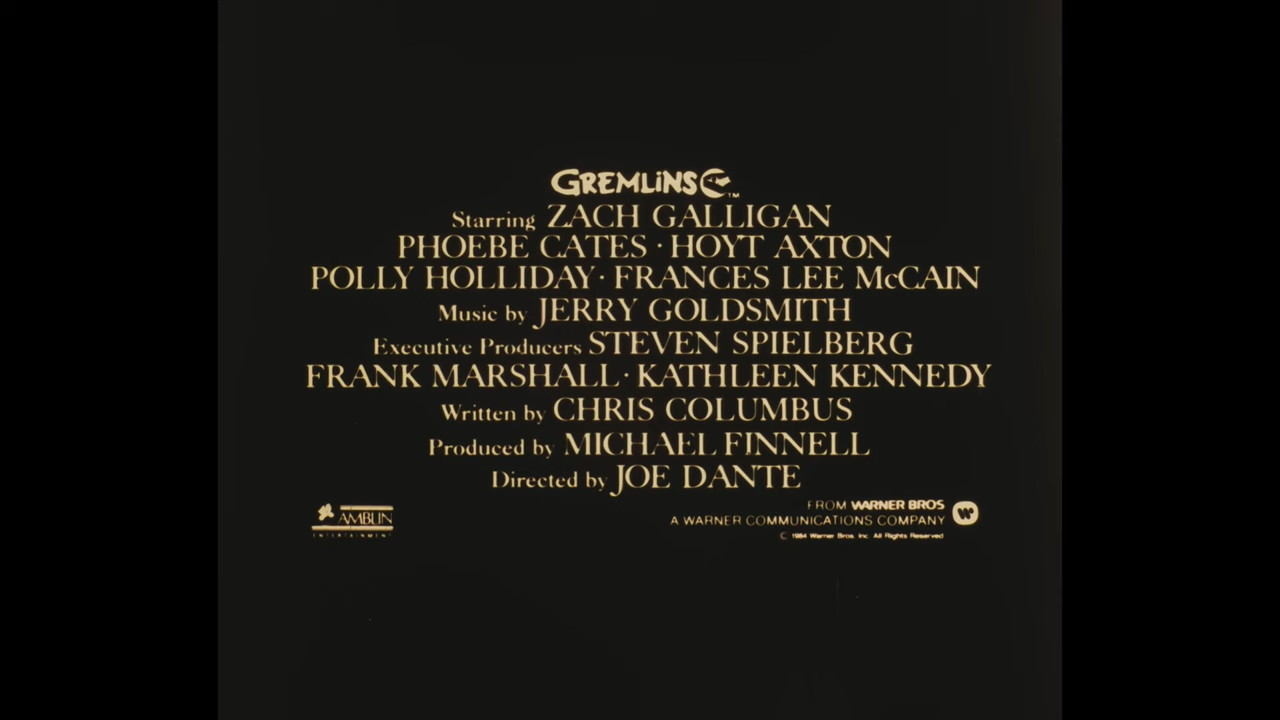 GREMLiNS ™
Starring ZACH GALLIGAN
PHOEBE CATES · HOYT AXTON
POLLY HOLLIDAY · FRANCES LEE McCAIN
Music by JERRY GOLDSMITH
Executive Producers STEVEN SPIELBERG
FRANK MARSHALL · KATHLEEN KENNEDY
Written by CHRIS COLUMBUS
Produced by MICHAEL FINNELL
Directed by JOE DANTE
AMBLIN
ENTERTAINMENT
FROM WARNER BROS
A WARNER COMMUNICATIONS COMPANY
© 1984 Warner Bros. Inc. All Rights Reserved